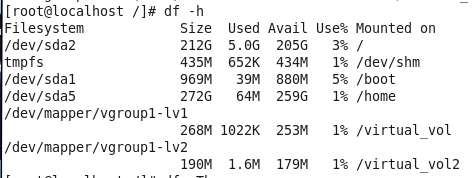 [root@localhost /]# df -h
Filesystem            Size  Used Avail Use% Mounted on
/dev/sda2             212G  5.0G  205G   3% /
tmpfs                 435M  652K  434M   1% /dev/shm
/dev/sda1             969M   39M  880M   5% /boot
/dev/sda5             272G   64M  259G   1% /home
/dev/mapper/vgroup1-lv1
                      268M 1022K  253M   1% /virtual_vol
/dev/mapper/vgroup1-lv2
                      190M  1.6M  179M   1% /virtual_vol2